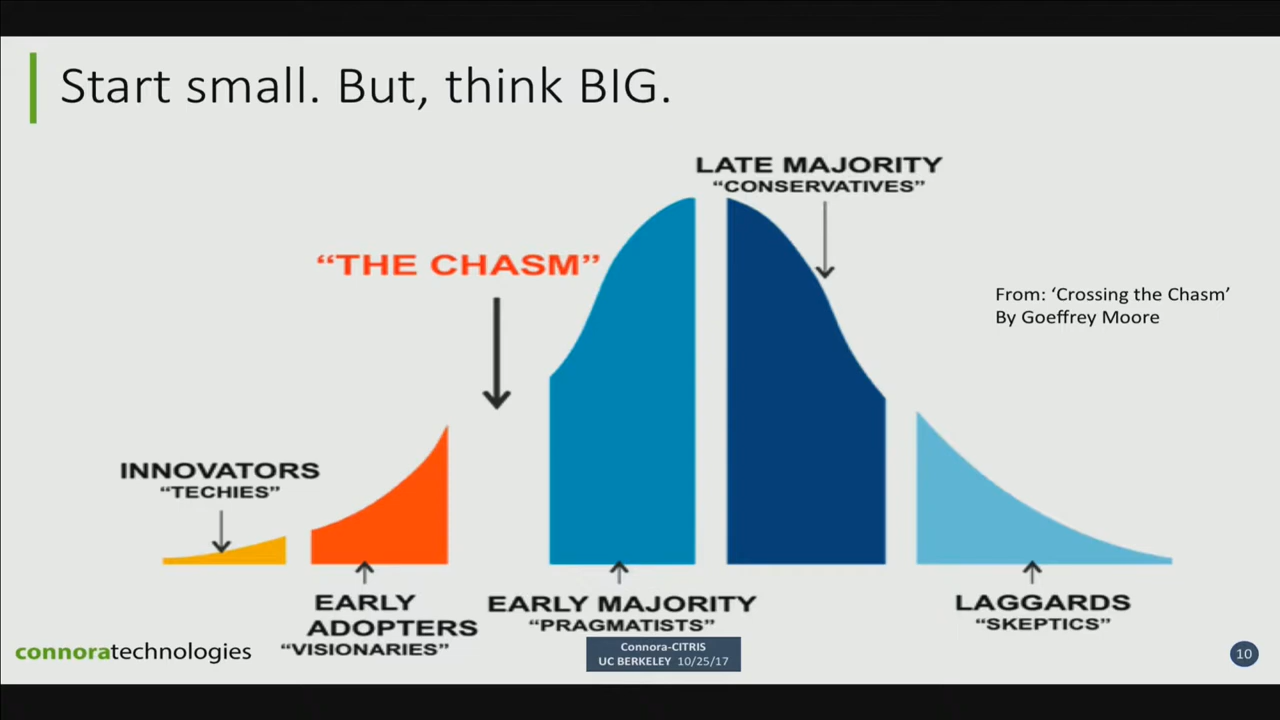 Start small. But, think BIG.
LATE MAJORITY
“CONSERVATIVES”
“THE CHASM”
From: ‘Crossing the Chasm’
By Goeffrey Moore
INNOVATORS
“TECHIES”
EARLY
ADOPTERS
“VISIONARIES”
EARLY MAJORITY
“PRAGMATISTS”
LAGGARDS
“SKEPTICS”
connoratechnologies
Connora-CITRIS
UC BERKELEY 10/25/17
10